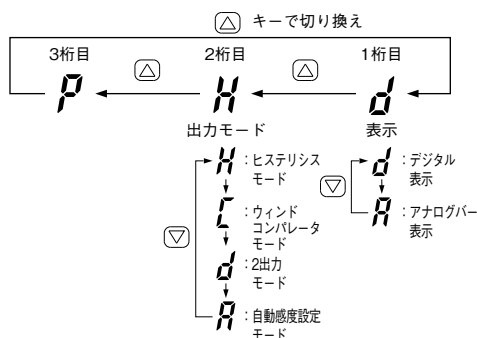 キーで切り換え
3桁目
2桁目
1桁目
P
H
d
出力モード
表示
H
:ヒステリシス
モード
C
:ウィンド
コンパレータ
モード
d
:2出力
モード
A
:自動感度設定
モード
d
:デジタル
表示
A
:アナログバー
表示